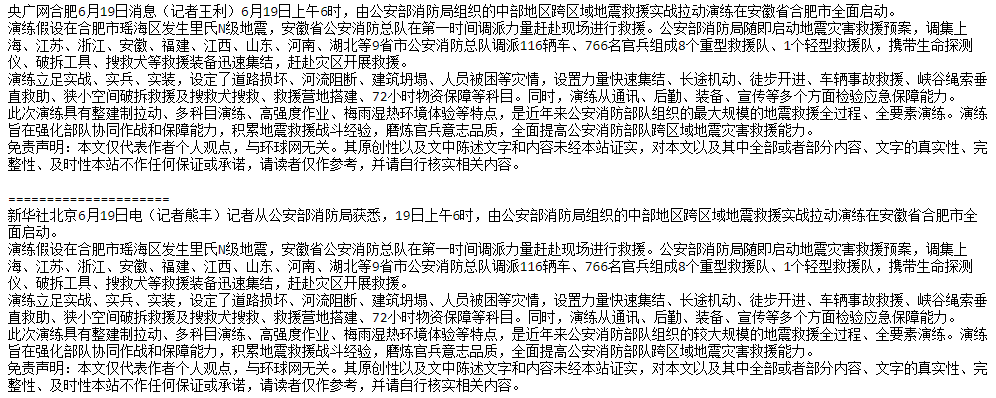 央广网合肥6月19日消息（记者王利）6月19日上午6时，由公安部消防局组织的中部地区跨区域地震救援实战拉动演练在安徽省合肥市全面启动。
演练假设在合肥市瑶海区发生里氏N级地震，安徽省公安消防总队在第一时间调派力量赶赴现场进行救援。公安部消防局随即启动地震灾害救援预案，调集上
海、江苏、浙江、安徽、福建、江西、山东、河南、湖北等9省市公安消防总队调派116辆车、766名官兵组成8个重型救援队、1个轻型救援队，携带生命探测
仪、破拆工具、搜救犬等救援装备迅速集结，赶赴灾区开展救援。
演练立足实战、实兵、实装，设定了道路损坏、河流阻断、建筑坍塌、人员被困等灾情，设置力量快速集结、长途机动、徒步开进、车辆事故救援、峡谷绳索垂
直救助、狭小空间破拆救援及搜救犬搜救、救援营地搭建、72小时物资保障等科目。同时，演练从通讯、后勤、装备、宣传等多个方面检验应急保障能力。
此次演练具有整建制拉动、多科目演练、高强度作业、梅雨湿热环境体验等特点，是近年来公安消防部队组织的最大规模的地震救援全过程、全要素演练。演练
旨在强化部队协同作战和保障能力，积累地震救援战斗经验，磨炼官兵意志品质，全面提高公安消防部队跨区域地震灾害救援能力。
免责声明：本文仅代表作者个人观点，与环球网无关。其原创性以及文中陈述文字和内容未经本站证实，对本文以及其中全部或者部分内容、文字的真实性、完
整性、及时性本站不作任何保证或承诺，请读者仅作参考，并请自行核实相关内容。
=====================
新华社北京6月19日电（记者熊丰）记者从公安部消防局获悉，19日上午6时，由公安部消防局组织的中部地区跨区域地震救援实战拉动演练在安徽省合肥市全
面启动。
演练假设在合肥市瑶海区发生里氏N级地震，安徽省公安消防总队在第一时间调派力量赶赴现场进行救援。公安部消防局随即启动地震灾害救援预案，调集上
海、江苏、浙江、安徽、福建、江西、山东、河南、湖北等9省市公安消防总队调派116辆车、766名官兵组成8个重型救援队、1个轻型救援队，携带生命探测
仪、破拆工具、搜救犬等救援装备迅速集结，赶赴灾区开展救援。
演练立足实战、实兵、实装，设定了道路损坏、河流阻断、建筑坍塌、人员被困等灾情，设置力量快速集结、长途机动、徒步开进、车辆事故救援、峡谷绳索垂
直救助、狭小空间破拆救援及搜救犬搜救、救援营地搭建、72小时物资保障等科目。同时，演练从通讯、后勤、装备、宣传等多个方面检验应急保障能力。
此次演练具有整建制拉动、多科目演练、高强度作业、梅雨湿热环境体验等特点，是近年来公安消防部队组织的较大规模的地震救援全过程、全要素演练。演练
旨在强化部队协同作战和保障能力，积累地震救援战斗经验，磨炼官兵意志品质，全面提高公安消防部队跨区域地震灾害救援能力。
免责声明：本文仅代表作者个人观点，与环球网无关。其原创性以及文中陈述文字和内容未经本站证实，对本文以及其中全部或者部分内容、文字的真实性、完
整性、及时性本站不作任何保证或承诺，请读者仅作参考，并请自行核实相关内容。